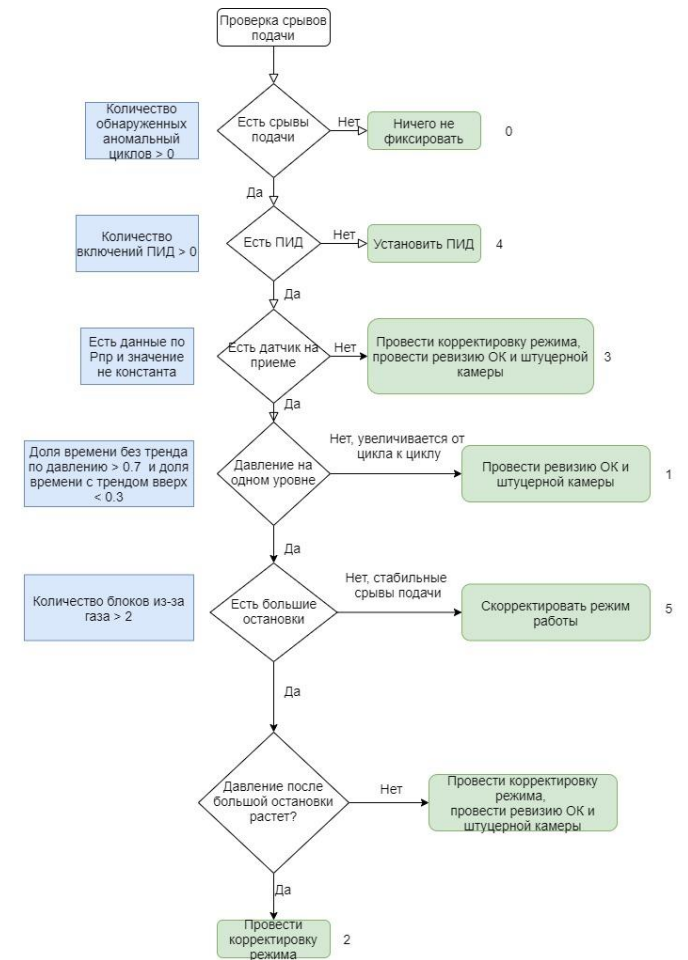 Проверка срывов
подачи
Количество
обнаруженных
аномальный
циклов > 0
Есть срывы
подачи
Нет
Ничего не
фиксировать
0
Да
Количество
включений ПИД > 0
Есть ПИД
Нет
Установить ПИД
4
Да
Есть данные по
Рпр и значение
не константа
Есть датчик на
приеме
Нет
Провести корректировку режима,
провести ревизию ОК и штуцерной
камеры
3
Да
Доля времени без тренда
по давлению > 0.7 и доля
времени с трендом вверх
< 0.3
Давление на
одном уровне
Нет, увеличивается от
цикла к циклу
Провести ревизию ОК и
штуцерной камеры
1
Да
Количество блоков из-за
газа > 2
Есть большие
остановки
Нет, стабильные
срывы подачи
Скорректировать режим
работы
5
Да
Давление после
большой остановки
растет?
Нет
Провести корректировку
режима,
провести ревизию ОК и
штуцерной камеры
Да
Провести
корректировку
режима
2